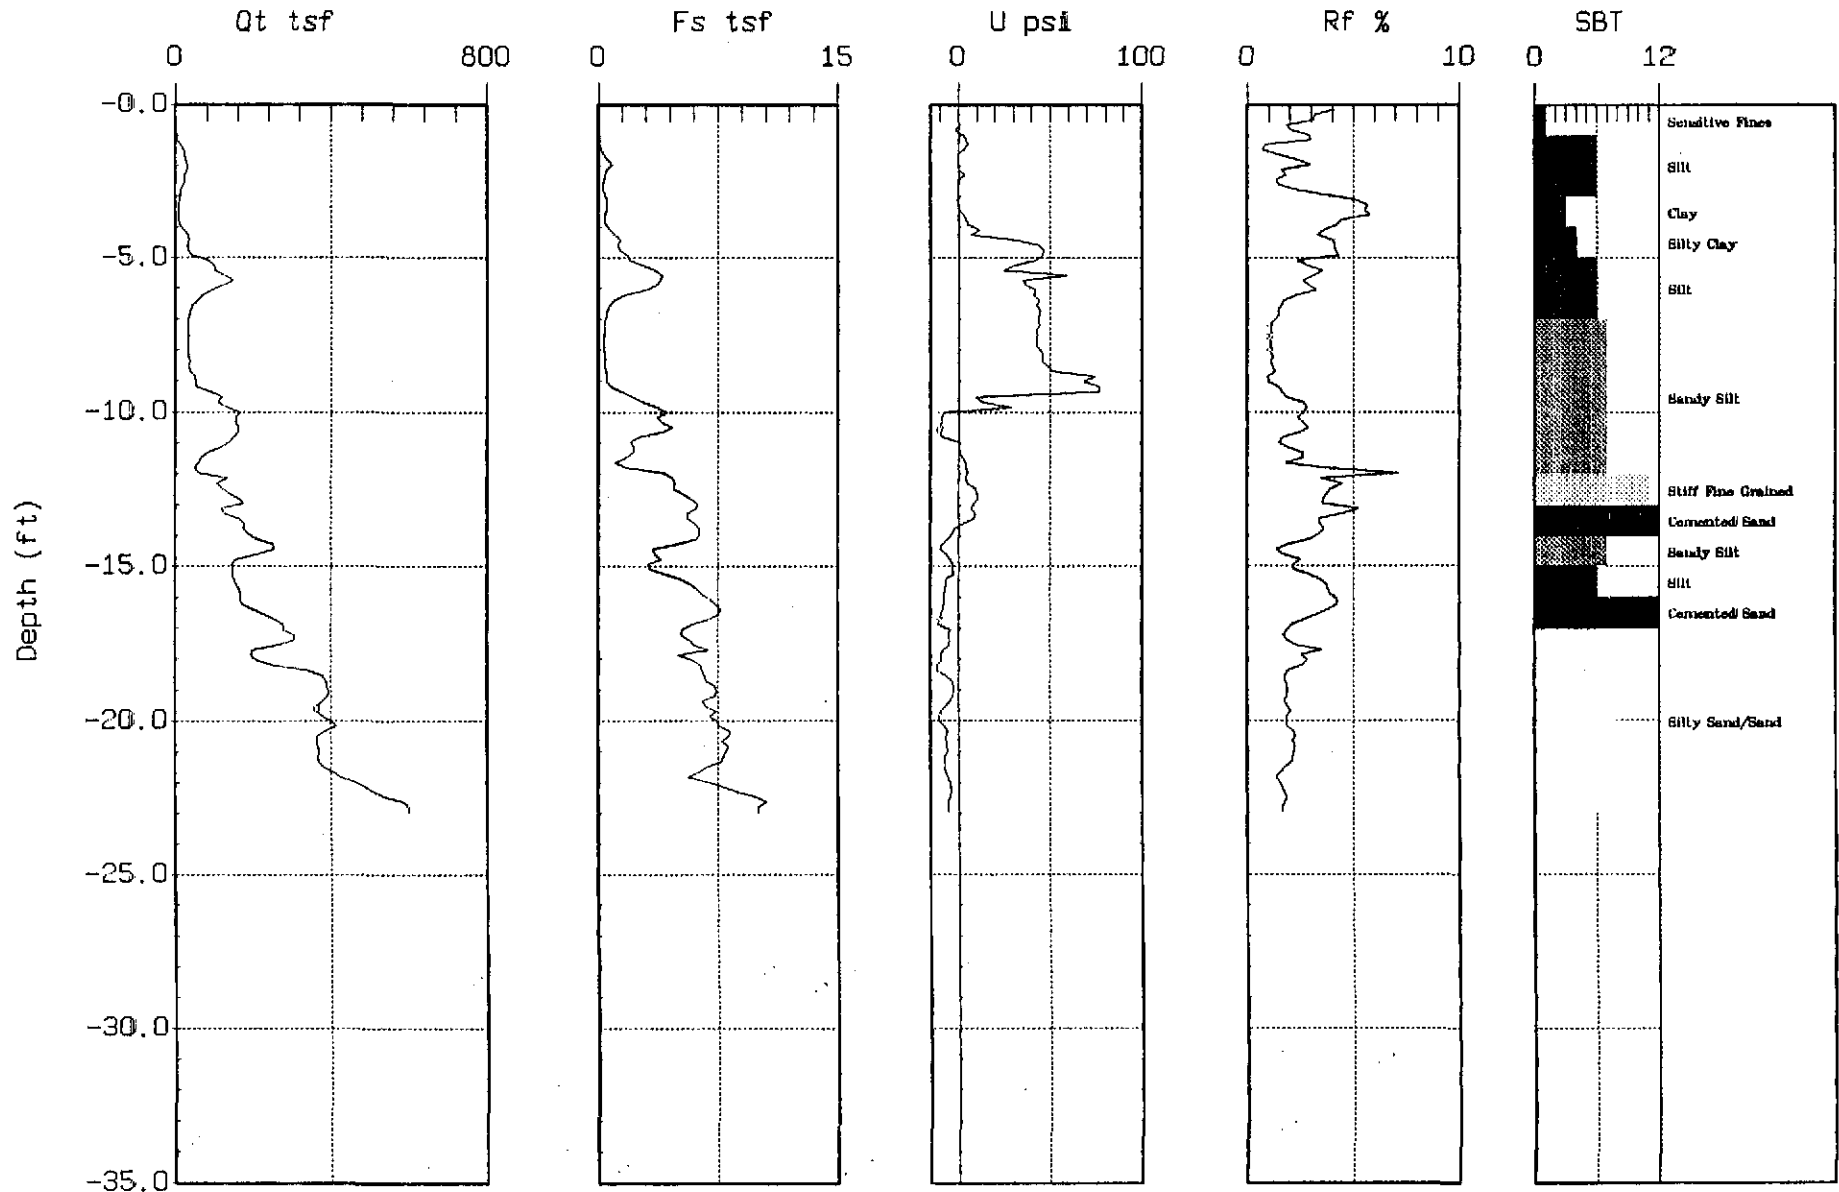 Qt tsf Fs tsf U psi Rf % SBT
0 800 0 15 0 100 0 10 0 12
-0.0
Sensitive Fines
Silt
Clay
Silty Clay
-5.0
Silt
Sandy Silt
-10.0
Stiff Fine Grained
Cemented Sand
Sandy Silt
-15.0
Silt
Cemented Sand
Depth (ft)
-20.0
Silty Sand/Sand
-25.0
-30.0
-35.0